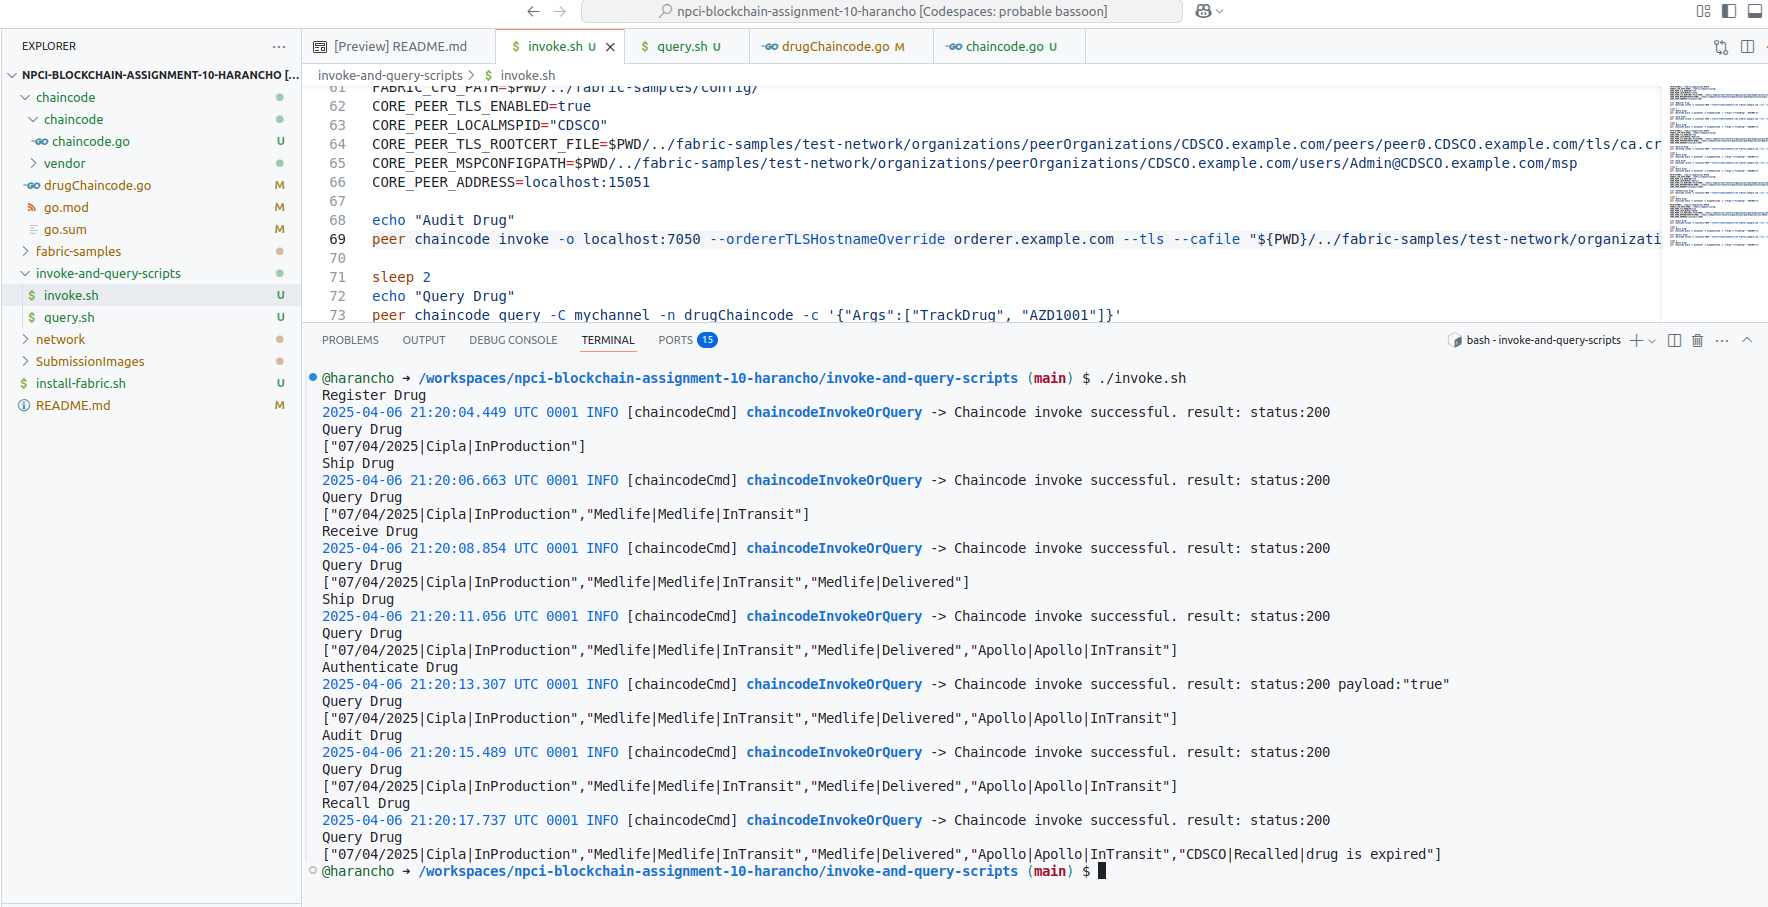 npci-blockchain-assignment-10-harancho [Codespaces: probable bassoon]
EXPLORER
NPCI-BLOCKCHAIN-ASSIGNMENT-10-HARANCHO [...
chaincode
chaincode
chaincode.go U
vendor
drugChaincode.go M
go.mod M
go.sum M
fabric-samples
invoke-and-query-scripts
invoke.sh U
query.sh U
network
SubmissionImages
install-fabric.sh U
README.md M
[Preview] README.md
invoke.sh U
query.sh U
drugChaincode.go M
chaincode.go U
invoke-and-query-scripts > $ invoke.sh
61 FABRIC_CFG_PATH=$PWD/../fabric-samples/config/
62 CORE_PEER_TLS_ENABLED=true
63 CORE_PEER_LOCALMSPID="CDSCO"
64 CORE_PEER_TLS_ROOTCERT_FILE=$PWD/../fabric-samples/test-network/organizations/peerOrganizations/CDSCO.example.com/peers/peer0.CDSCO.example.com/tls/ca.cr
65 CORE_PEER_MSPCONFIGPATH=$PWD/../fabric-samples/test-network/organizations/peerOrganizations/CDSCO.example.com/users/Admin@CDSCO.example.com/msp
66 CORE_PEER_ADDRESS=localhost:15051
67
68 echo "Audit Drug"
69 peer chaincode invoke -o localhost:7050 --ordererTLSHostnameOverride orderer.example.com --tls --cafile "${PWD}/../fabric-samples/test-network/organizati
70
71 sleep 2
72 echo "Query Drug"
73 peer chaincode query -C mychannel -n drugChaincode -c '{"Args":["TrackDrug", "AZD1001"]}'
PROBLEMS OUTPUT DEBUG CONSOLE TERMINAL PORTS 15
bash - invoke-and-query-scripts
@harancho ➜ /workspaces/npci-blockchain-assignment-10-harancho/invoke-and-query-scripts (main) $ ./invoke.sh
Register Drug
2025-04-06 21:20:04.449 UTC 0001 INFO [chaincodeCmd] chaincodeInvokeOrQuery -> Chaincode invoke successful. result: status:200
Query Drug
["07/04/2025|Cipla|InProduction"]
Ship Drug
2025-04-06 21:20:06.663 UTC 0001 INFO [chaincodeCmd] chaincodeInvokeOrQuery -> Chaincode invoke successful. result: status:200
Query Drug
["07/04/2025|Cipla|InProduction","Medlife|Medlife|InTransit"]
Receive Drug
2025-04-06 21:20:08.854 UTC 0001 INFO [chaincodeCmd] chaincodeInvokeOrQuery -> Chaincode invoke successful. result: status:200
Query Drug
["07/04/2025|Cipla|InProduction","Medlife|Medlife|InTransit","Medlife|Delivered"]
Ship Drug
2025-04-06 21:20:11.056 UTC 0001 INFO [chaincodeCmd] chaincodeInvokeOrQuery -> Chaincode invoke successful. result: status:200
Query Drug
["07/04/2025|Cipla|InProduction","Medlife|Medlife|InTransit","Medlife|Delivered","Apollo|Apollo|InTransit"]
Authenticate Drug
2025-04-06 21:20:13.307 UTC 0001 INFO [chaincodeCmd] chaincodeInvokeOrQuery -> Chaincode invoke successful. result: status:200 payload:"true"
Query Drug
["07/04/2025|Cipla|InProduction","Medlife|Medlife|InTransit","Medlife|Delivered","Apollo|Apollo|InTransit"]
Audit Drug
2025-04-06 21:20:15.489 UTC 0001 INFO [chaincodeCmd] chaincodeInvokeOrQuery -> Chaincode invoke successful. result: status:200
Query Drug
["07/04/2025|Cipla|InProduction","Medlife|Medlife|InTransit","Medlife|Delivered","Apollo|Apollo|InTransit"]
Recall Drug
2025-04-06 21:20:17.737 UTC 0001 INFO [chaincodeCmd] chaincodeInvokeOrQuery -> Chaincode invoke successful. result: status:200
Query Drug
["07/04/2025|Cipla|InProduction","Medlife|Medlife|InTransit","Medlife|Delivered","Apollo|Apollo|InTransit","CDSCO|Recalled|drug is expired"]
@harancho ➜ /workspaces/npci-blockchain-assignment-10-harancho/invoke-and-query-scripts (main) $